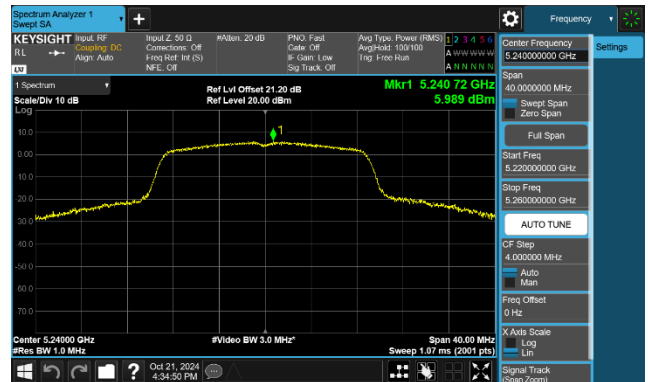 Spectrum Analyzer 1
Swept SA
+
Frequency
KEYSIGHT
RL
LXI
Input: RF
Coupling: DC
Align: Auto
Input Z: 50 Ω
Corrections: Off
Freq Ref: Int (S)
NFE: Off
#Atten: 20 dB
PNO: Fast
Gate: Off
IF Gain: Low
Sig Track: Off
Avg Type: Power (RMS)
Avg|Hold: 100/100
Trig: Free Run
1 2 3 4 5 6
A W W W W W
A N N N N N
Center Frequency
5.240000000 GHz
Settings
Span
40.0000000 MHz
Swept Span
Zero Span
Full Span
Start Freq
5.220000000 GHz
Stop Freq
5.260000000 GHz
AUTO TUNE
CF Step
4.000000 MHz
Auto
Man
Freq Offset
0 Hz
X Axis Scale
Log
Lin
Signal Track
(Span Zoom)
1 Spectrum
Scale/Div 10 dB
Log
Ref Lvl Offset 21.20 dB
Ref Level 20.00 dBm
Mkr1 5.240 72 GHz
5.989 dBm
1
10.0
0.00
-10.0
-20.0
-30.0
-40.0
-50.0
-60.0
-70.0
Center 5.24000 GHz
#Res BW 1.0 MHz
#Video BW 3.0 MHz*
Span 40.00 MHz
Sweep 1.07 ms (2001 pts)
?
Oct 21, 2024
4:34:50 PM